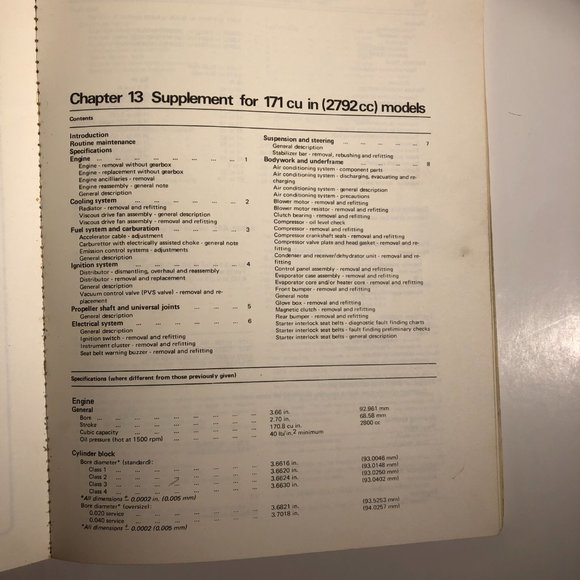 Chapter 13 Supplement for 171 cu in (2792cc) models
Contents
Introduction
Routine maintenance
Specifications
Engine ... ... ... ... ... ... ... 1
Engine - removal without gearbox
Engine - replacement without gearbox
Engine ancillaries - removal
Engine reassembly - general note
General description
Cooling system ... ... ... ... ... ... 2
Radiator - removal and refitting
Viscous drive fan assembly - general description
Viscous drive fan assembly - removal and refitting
Fuel system and carburation ... ... ... ... 3
Accelerator cable - adjustment
Carburettor with electrically assisted choke - general note
Emission control systems - adjustments
General description
Ignition system ... ... ... ... ... ... 4
Distributor - dismantling, overhaul and reassembly
Distributor - removal and replacement
General description
Vacuum control valve (PVS valve) - removal and re-
placement
Propeller shaft and universal joints ... ... ... 5
General description
Electrical system ... ... ... ... ... ... 6
General description
Ignition switch - removal and refitting
Instrument cluster - removal and refitting
Seat belt warning buzzer - removal and refitting
Suspension and steering ... ... ... ... ... 7
General description
Stabilizer bar - removal, rebushing and refitting
Bodywork and underframe ... ... ... ... ... 8
Air conditioning system - component parts
Air conditioning system - discharging, evacuating and re-
charging
Air conditioning system - general description
Air conditioning system - precautions
Blower motor - removal and refitting
Blower motor resistor - removal and refitting
Clutch bearing - removal and refitting
Compressor - oil level check
Compressor - removal and refitting
Compressor crankshaft seals - removal and refitting
Compressor valve plate and head gasket - removal and re-
fitting
Condenser and receiver/dehydrator unit - removal and re-
fitting
Control panel assembly - removal and refitting
Evaporator case assembly - removal and refitting
Evaporator core and/or heater core - removal and refitting
Front bumper - removal and refitting
General note
Glove box - removal and refitting
Magnetic clutch - removal and refitting
Rear bumper - removal and refitting
Starter interlock seat belts - diagnostic fault finding charts
Starter interlock seat belts - fault finding preliminary checks
Starter interlock seat belts - general description
Specifications (where different from those previously given)
Engine
General
Bore ... ... ... ... ... ... ... 3.66 in. 92.961 mm
Stroke ... ... ... ... ... ... ... 2.70 in. 68.58 mm
Cubic capacity ... ... ... ... ... ... 170.8 cu in. 2800 cc
Oil pressure (hot at 1500 rpm) ... ... ... ... 40 lb/in.2 minimum
Cylinder block
Bore diameter* (standard):
Class 1 ... ... ... ... ... ... 3.6616 in. (93.0046 mm)
Class 2 ... ... ... ... ... ... 3.6620 in. (93.0148 mm)
Class 3 ... ... ... ... ... ... 3.6624 in. (93.0250 mm)
Class 4 ... ... ... ... ... ... 3.6630 in. (93.0402 mm)
*All dimensions ± 0.0002 in. (0.005 mm)
Bore diameter* (oversize):
0.020 service ... ... ... ... ... 3.6821 in. (93.5253 mm)
0.040 service ... ... ... ... ... 3.7018 in. (94.0257 mm)
*All dimensions ± 0.0002 (0.005 mm)